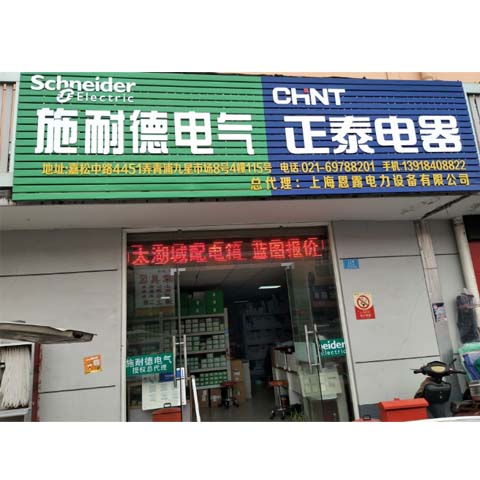 Schneider
Electric
CHNT
施耐德电气
正泰电器
地址:嘉松中路4451弄青浦九星市场8号4幢115号 电话:021-69788201 手机:13918408822
总代理：上海恩露电力设备有限公司
太湖城配电箱 蓝图报价
施耐德电气
授权总代理
neider
Electric